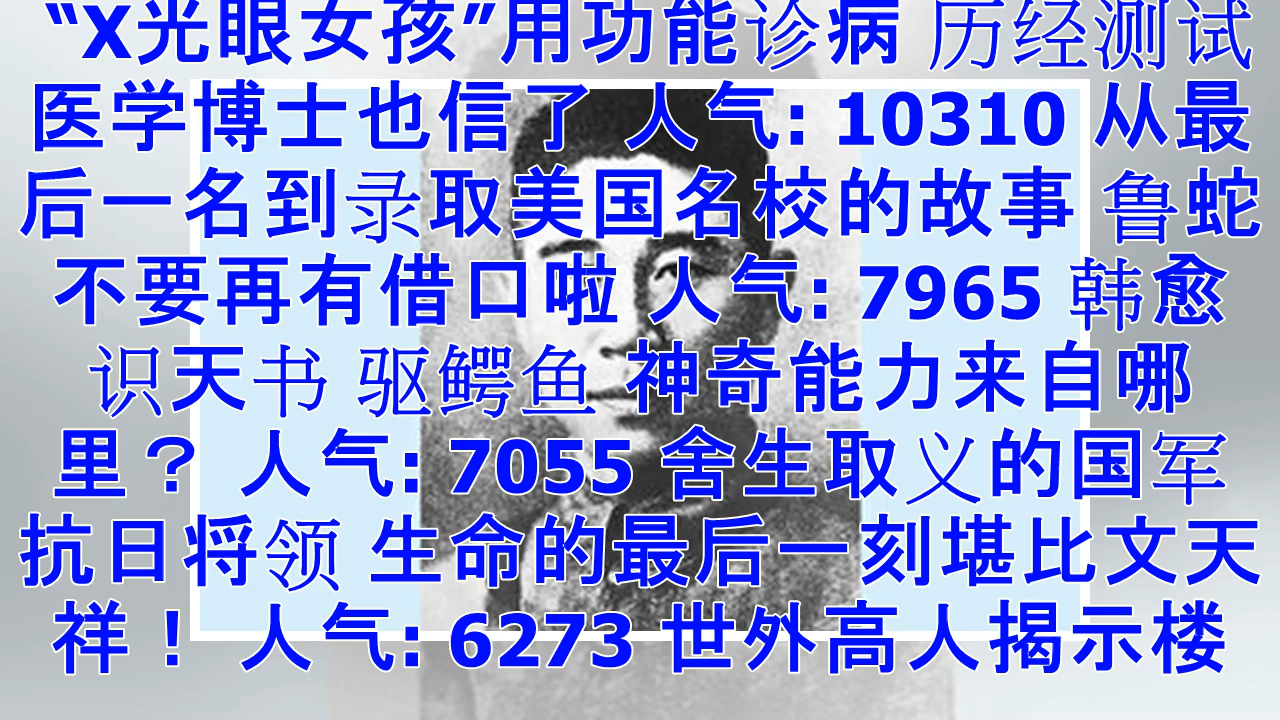 “X光眼女孩”用功能诊病 历经测试
医学博士也信了 人气: 10310 从最
后一名到录取美国名校的故事 鲁蛇
不要再有借口啦 人气: 7965 韩愈
识天书 驱鳄鱼 神奇能力来自哪
里？ 人气: 7055 舍生取义的国军
抗日将领 生命的最后一刻堪比文天
祥！ 人气: 6273 世外高人揭示楼